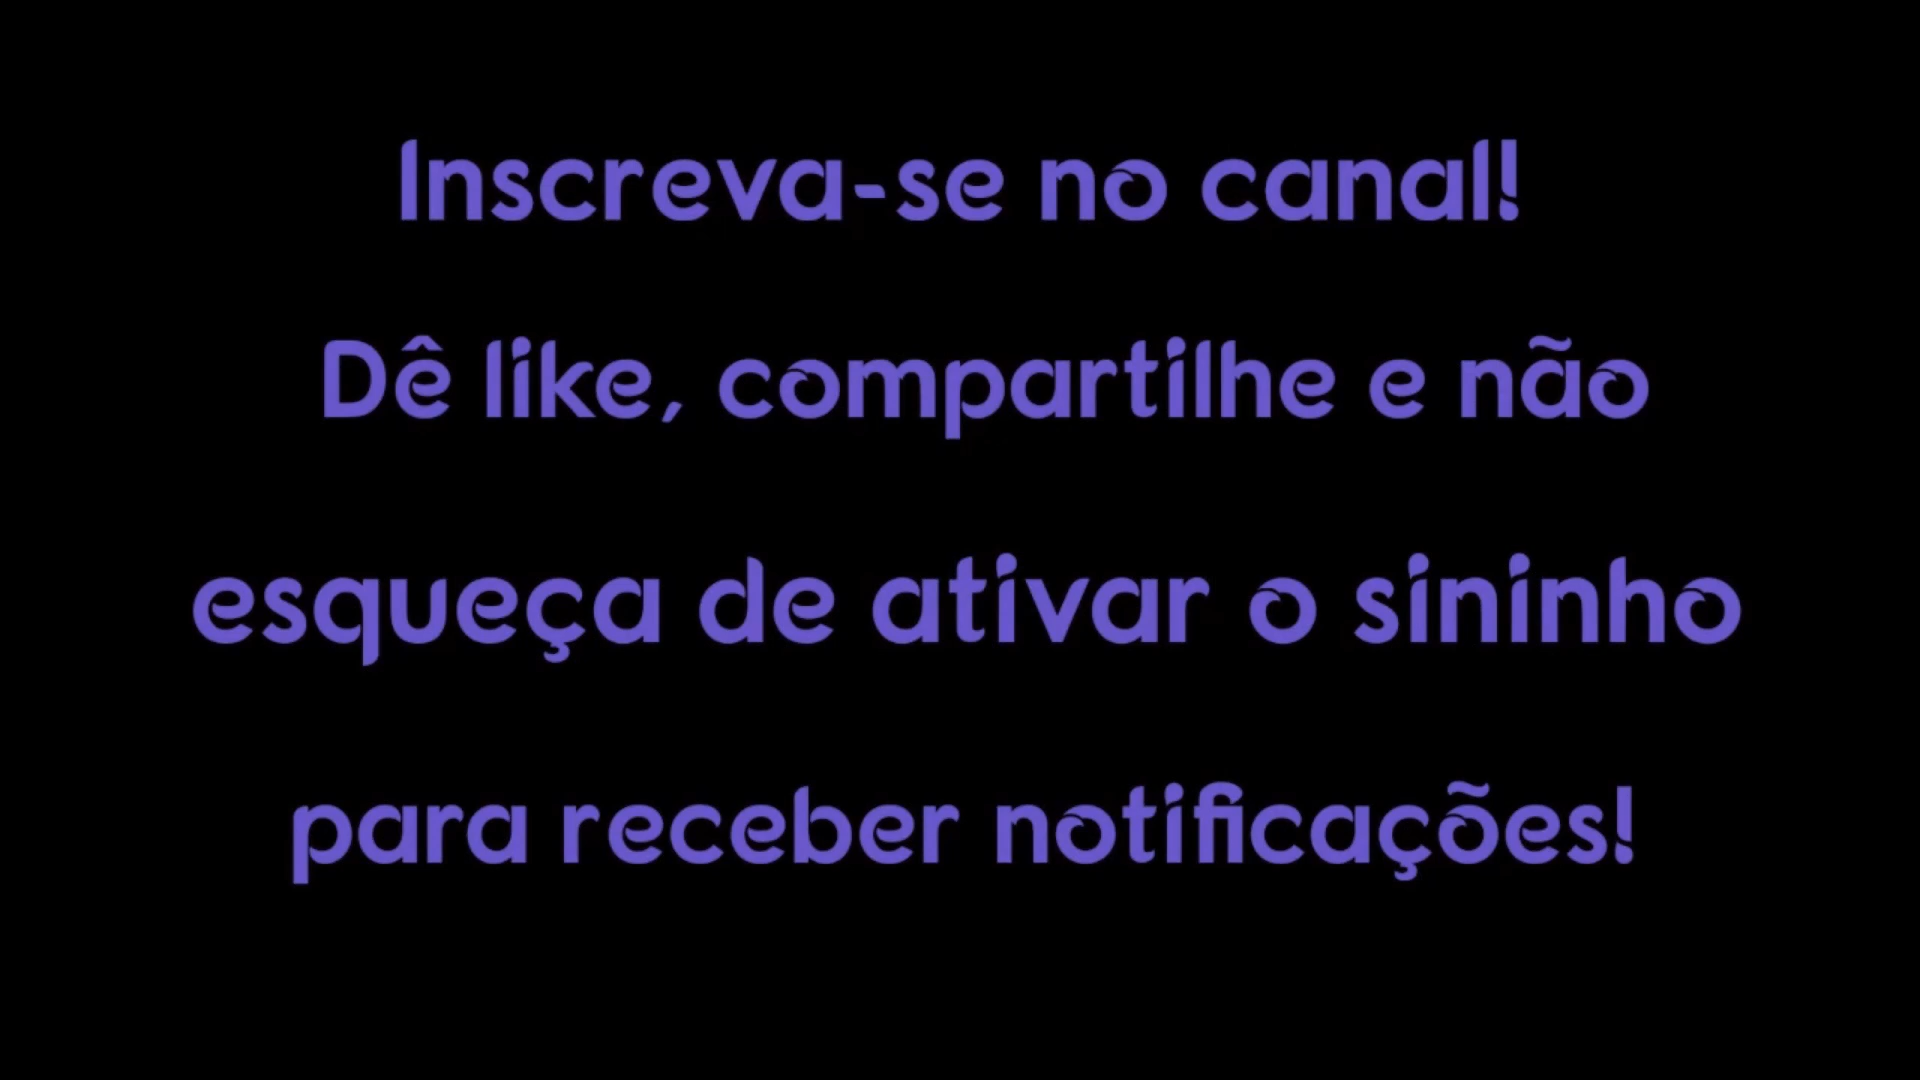 Inscreva-se no canal!
Dê like, compartilhe e não
esqueça de ativar o sininho
para receber notificações!